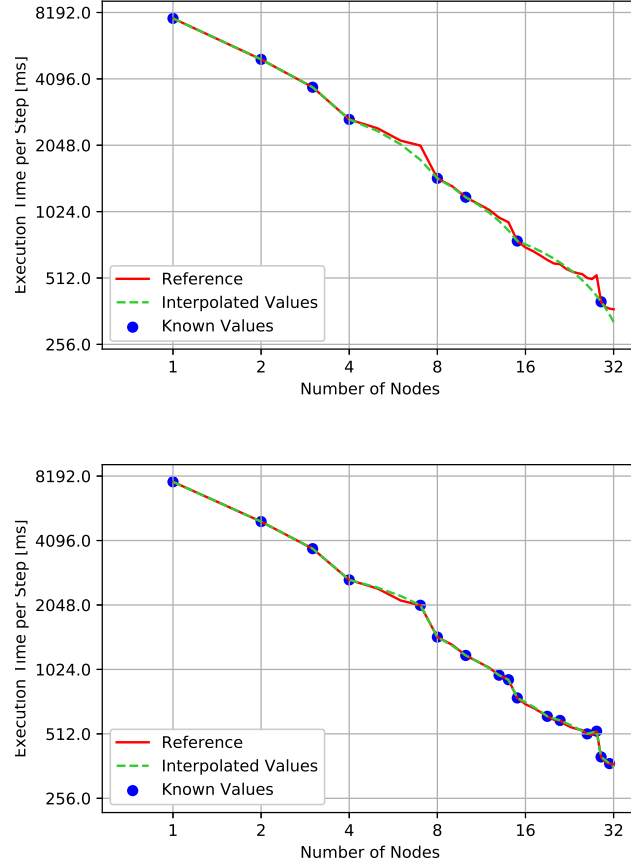 8192.0
4096.0
2048.0
1024.0
512.0
256.0
Execution Time per Step [ms]
Reference
Interpolated Values
Known Values
1 2 4 8 16 32
Number of Nodes
8192.0
4096.0
2048.0
1024.0
512.0
256.0
Execution Time per Step [ms]
Reference
Interpolated Values
Known Values
1 2 4 8 16 32
Number of Nodes